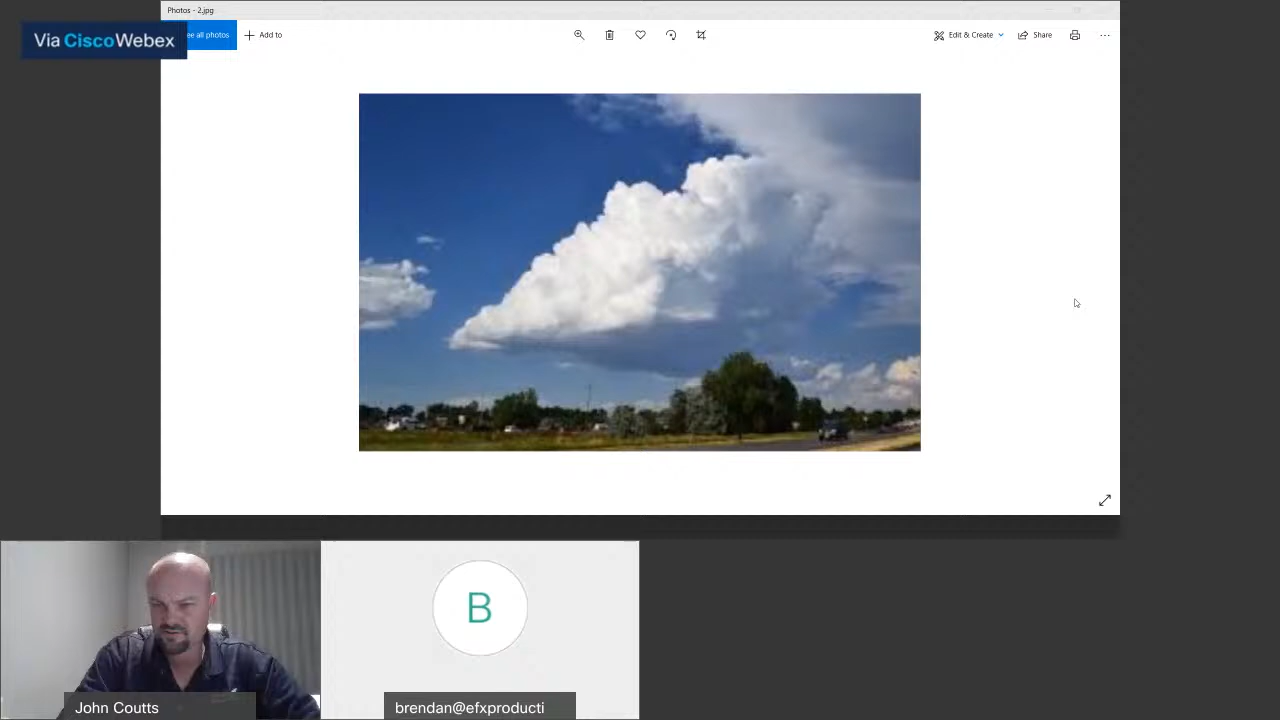 Photos - 2.jpg
Via CiscoWebex
ee all photos
Add to
Edit & Create
Share
B
John Coutts
brendan@efxproducti